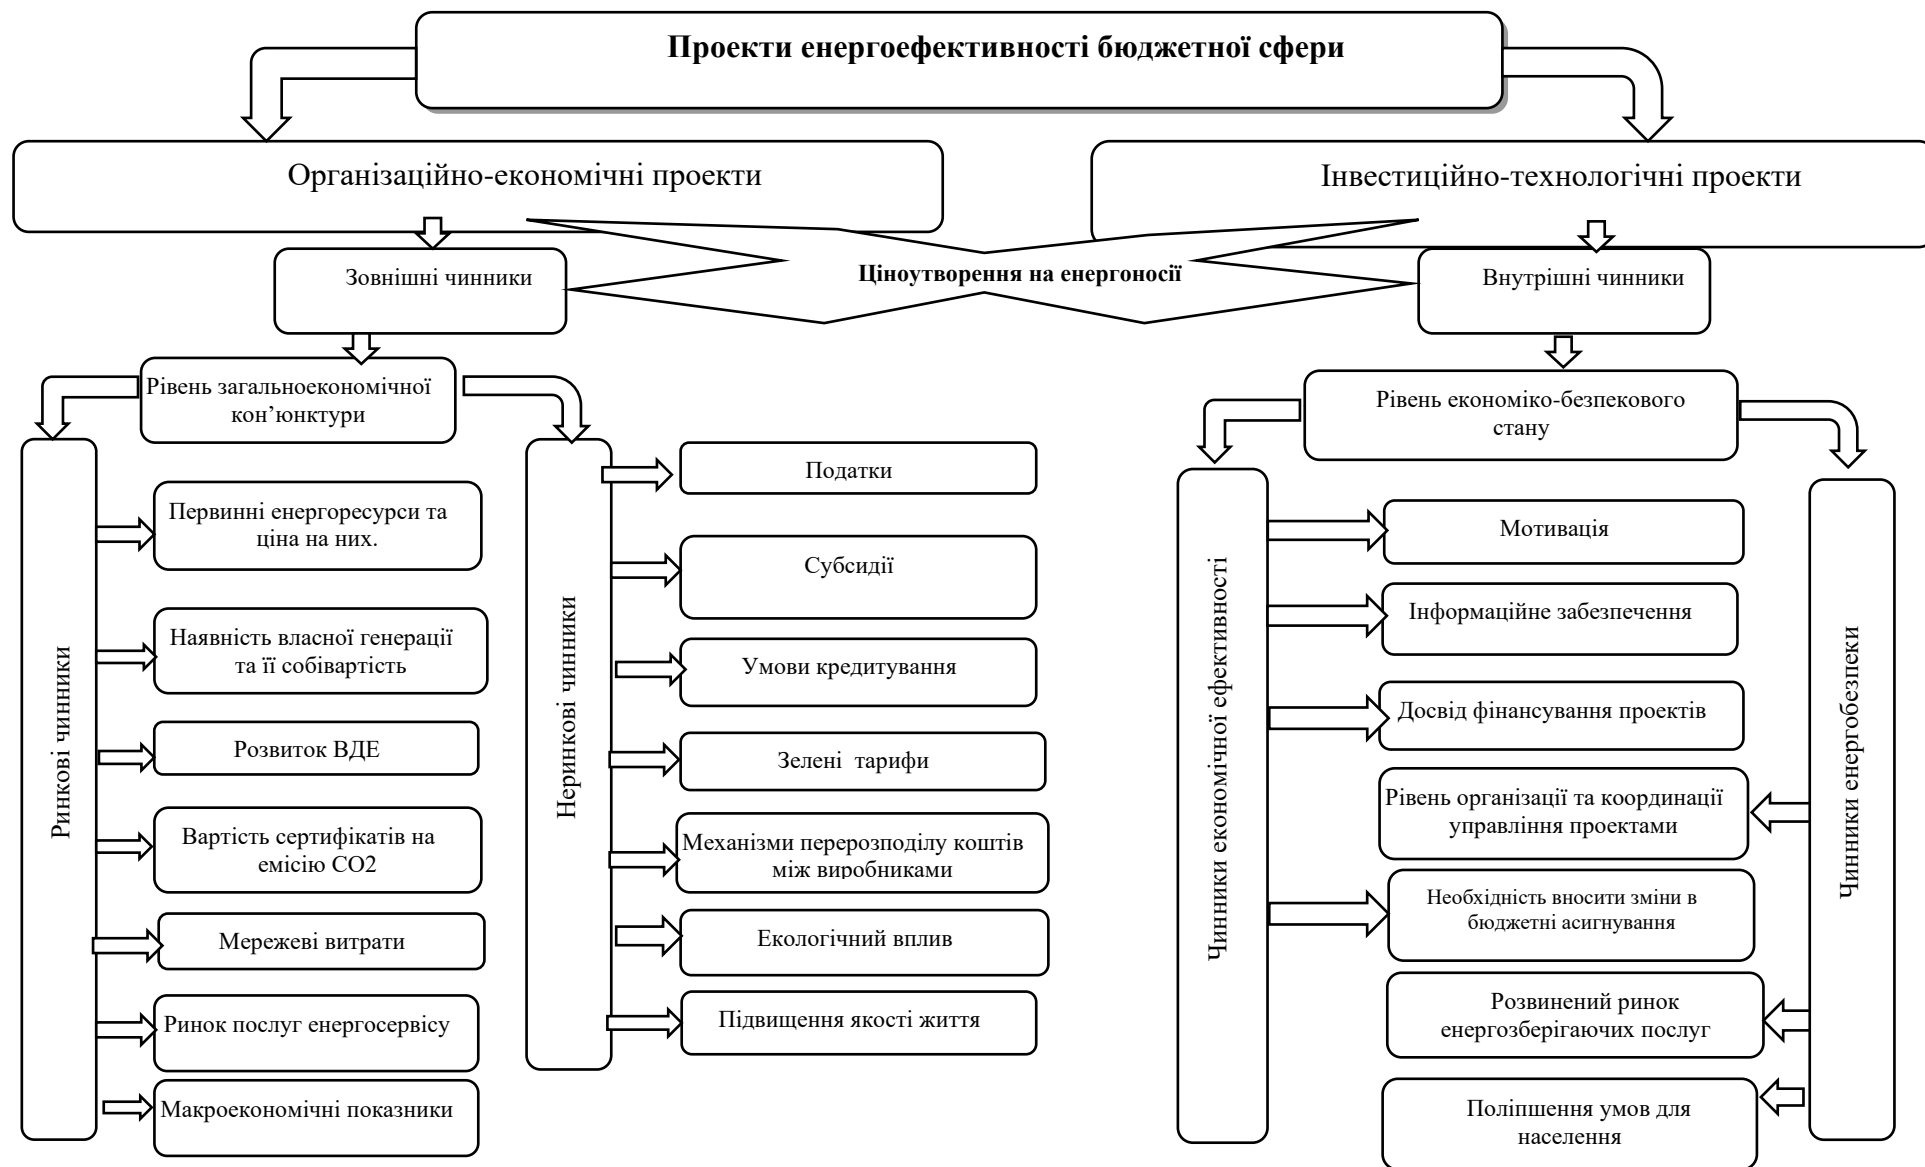 Проекти енергоефективності бюджетної сфери
Організаційно-економічні проекти
Інвестиційно-технологічні проекти
Ціноутворення на енергоносії
Зовнішні чинники
Внутрішні чинники
Рівень загальноекономічної
кон’юнктури
Рівень економіко-безпекового
стану
Ринкові чинники
Первинні енергоресурси та
ціна на них.
Наявність власної генерації
та її собівартість
Розвиток ВДЕ
Вартість сертифікатів на
емісію СО2
Мережеві витрати
Ринок послуг енергосервісу
Макроекономічні показники
Неринкові чинники
Податки
Субсидії
Умови кредитування
Зелені тарифи
Механізми перерозподілу коштів
між виробниками
Екологічний вплив
Підвищення якості життя
Чинники економічної ефективності
Мотивація
Інформаційне забезпечення
Досвід фінансування проектів
Рівень організації та координації
управління проектами
Необхідність вносити зміни в
бюджетні асигнування
Розвинений ринок
енергозберігаючих послуг
Поліпшення умов для
населення
Чинники енергобезпеки